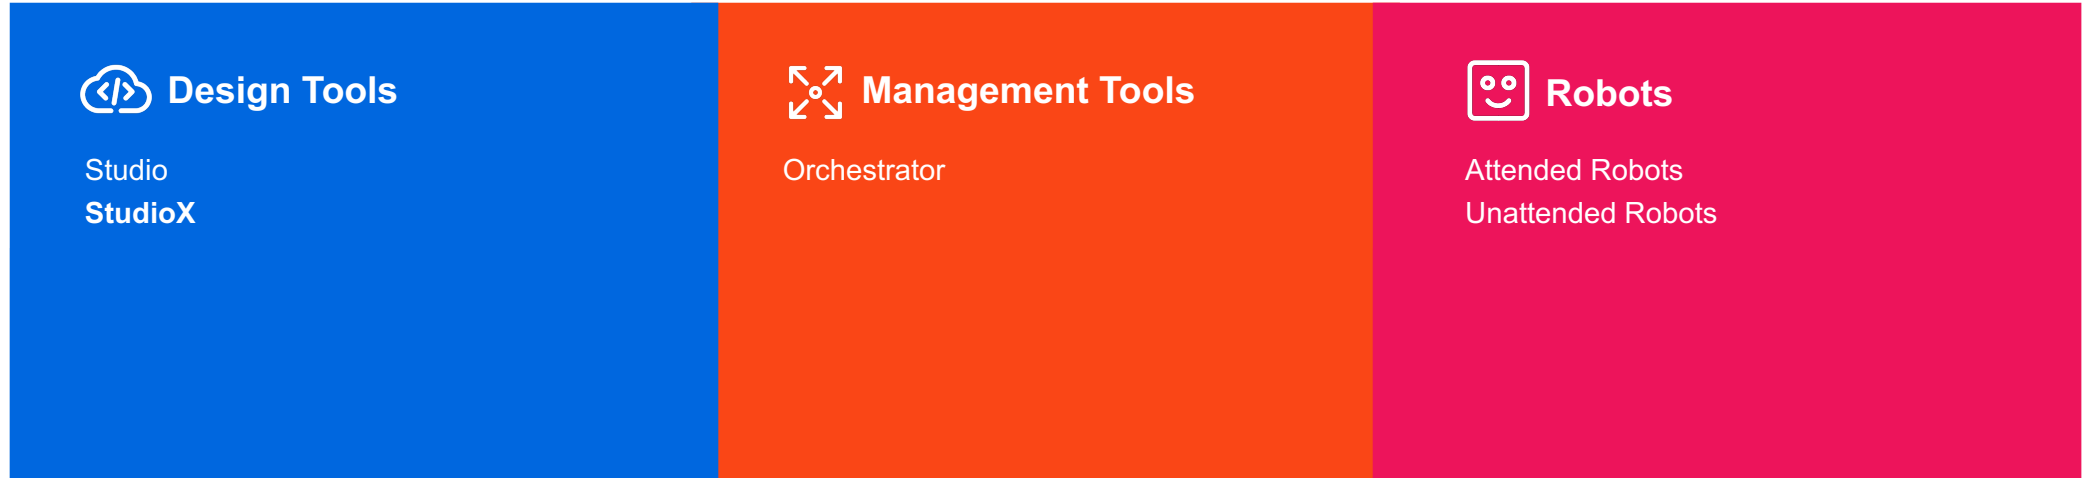 Design Tools
Studio
StudioX
Management Tools
Orchestrator
Robots
Attended Robots
Unattended Robots